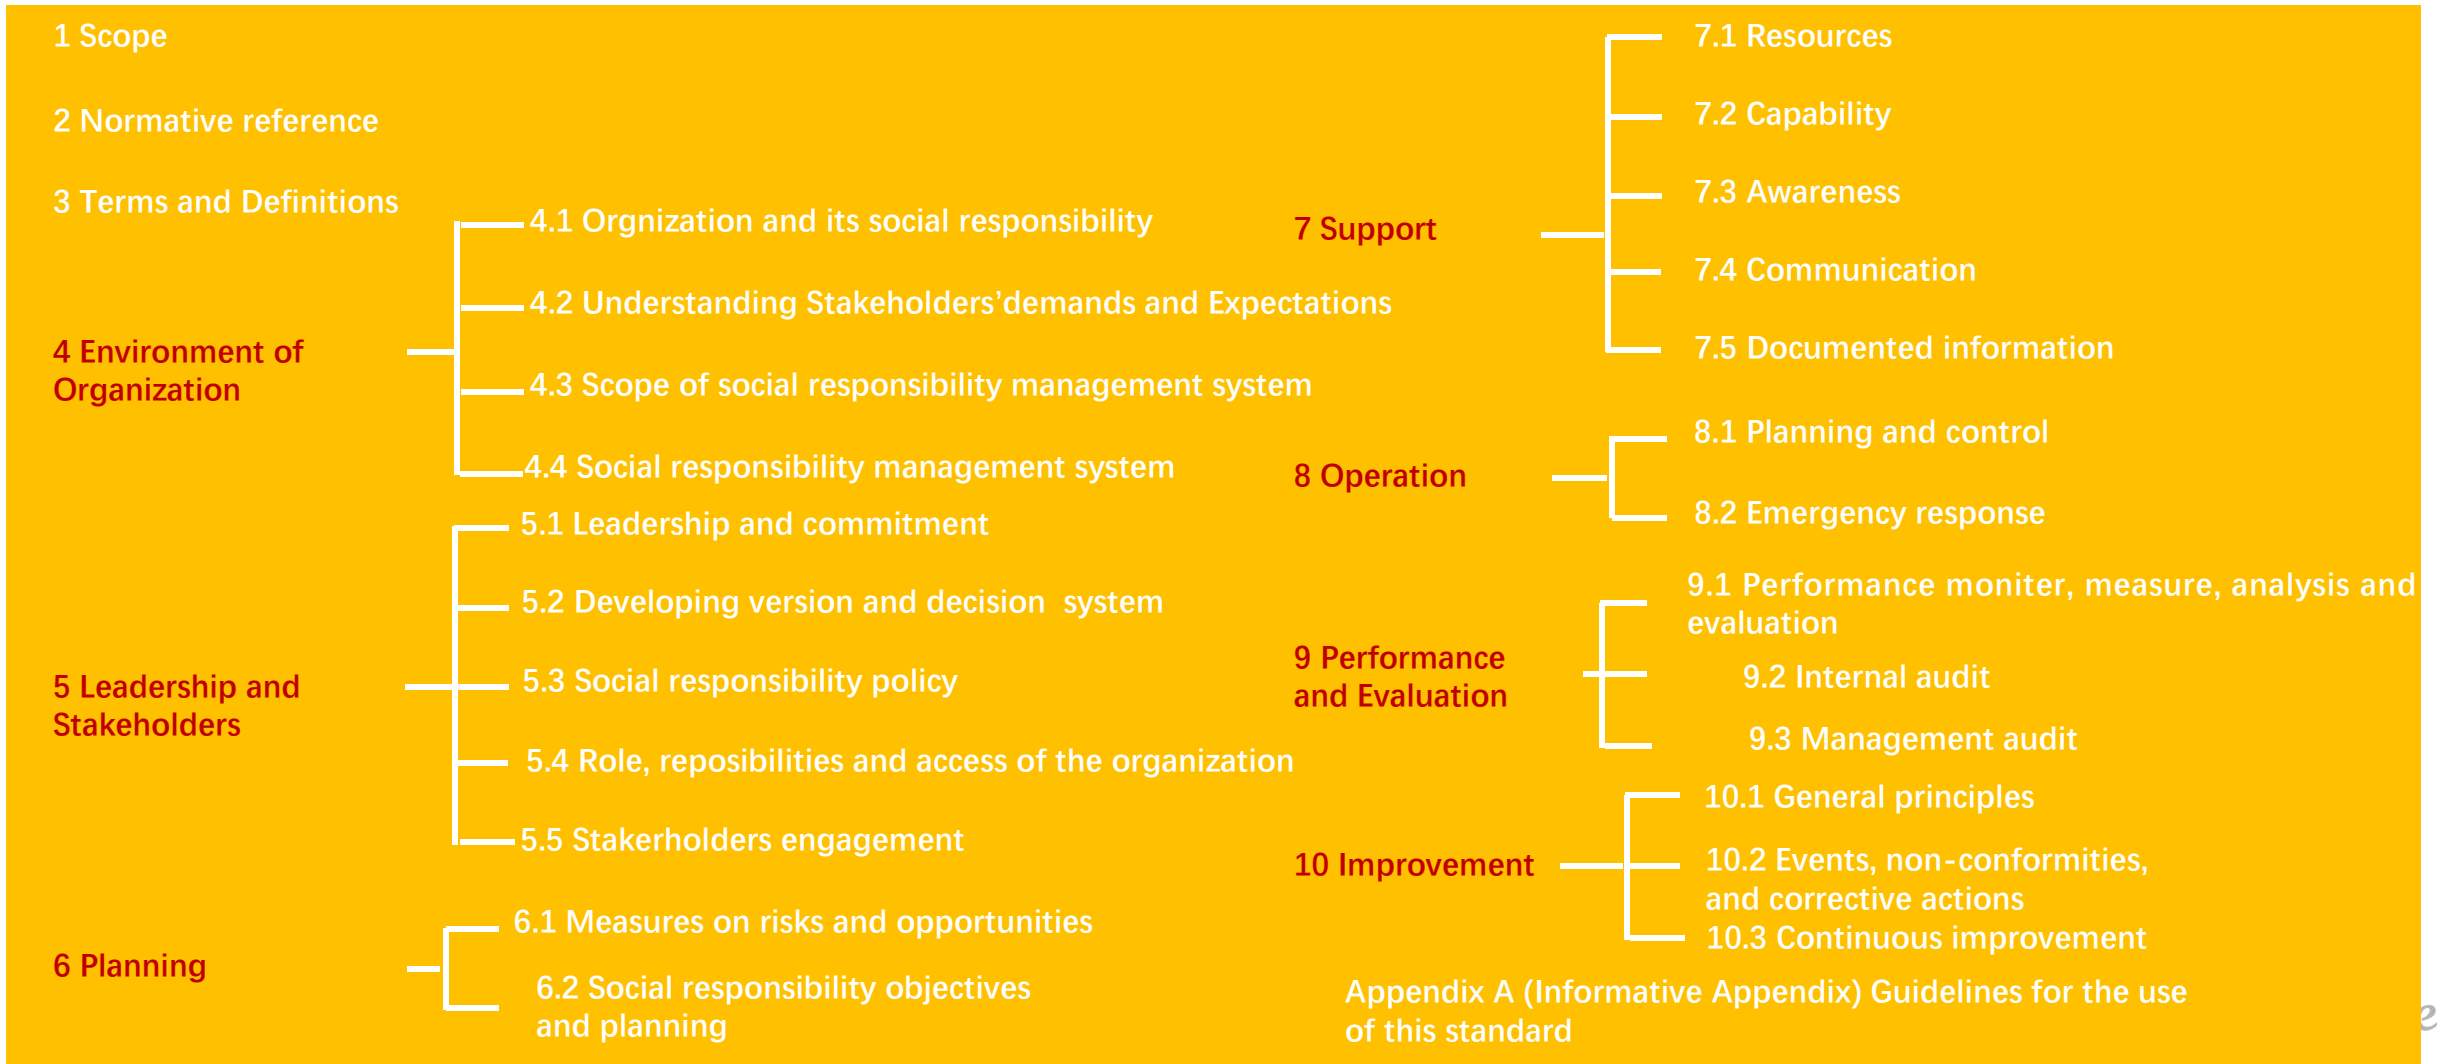 1 Scope
2 Normative reference
3 Terms and Definitions
4 Environment of
Organization
4.1 Orgnization and its social responsibility
4.2 Understanding Stakeholders’demands and Expectations
4.3 Scope of social responsibility management system
4.4 Social responsibility management system
5 Leadership and
Stakeholders
5.1 Leadership and commitment
5.2 Developing version and decision system
5.3 Social responsibility policy
5.4 Role, reposibilities and access of the organization
5.5 Stakerholders engagement
6 Planning
6.1 Measures on risks and opportunities
6.2 Social responsibility objectives
and planning
7 Support
7.1 Resources
7.2 Capability
7.3 Awareness
7.4 Communication
7.5 Documented information
8 Operation
8.1 Planning and control
8.2 Emergency response
9 Performance
and Evaluation
9.1 Performance moniter, measure, analysis and
evaluation
9.2 Internal audit
9.3 Management audit
10 Improvement
10.1 General principles
10.2 Events, non-conformities,
and corrective actions
10.3 Continuous improvement
Appendix A (Informative Appendix) Guidelines for the use
of this standard